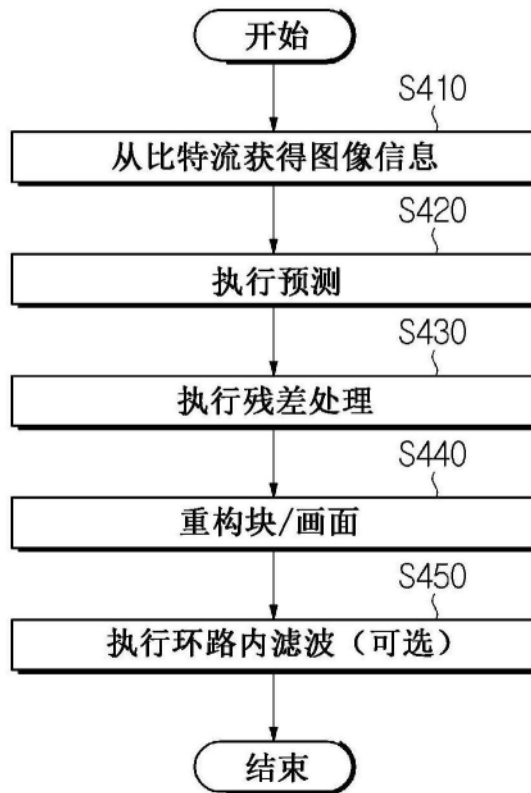 开始
S410
从比特流获得图像信息
S420
执行预测
S430
执行残差处理
S440
重构块/画面
S450
执行环路内滤波（可选）
结束